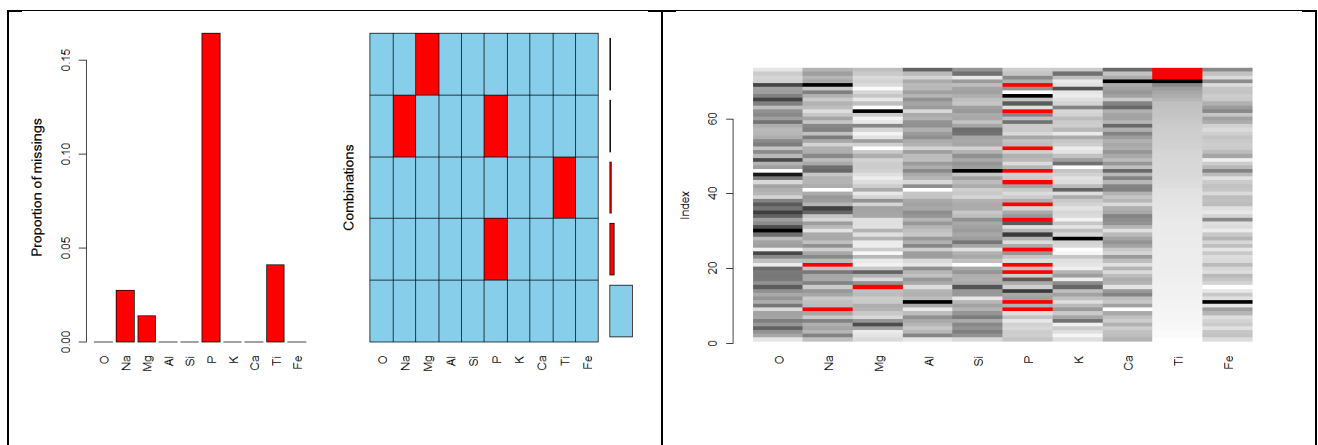 Proportion of missings
0.15
0.10
0.05
0.00
O Na Mg Al Si P K Ca Ti Fe
Combinations
O Na Mg Al Si P K Ca Ti Fe
Index
60
40
20
0
O Na Mg Al Si P K Ca Ti Fe